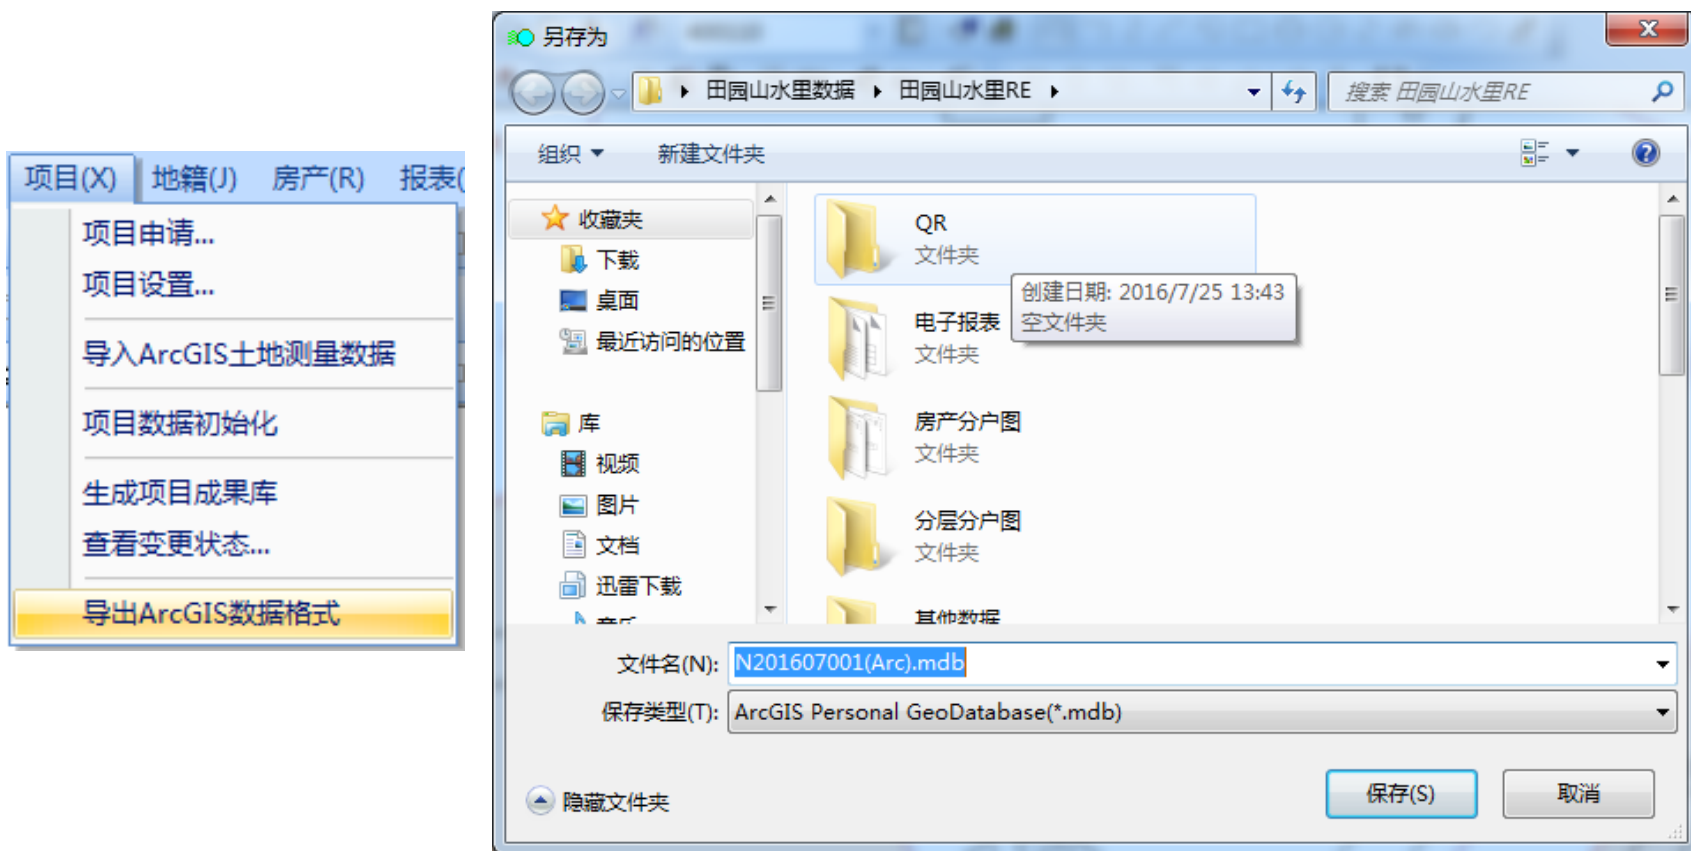 项目(X) 地籍(J) 房产(R) 报表(
项目申请...
项目设置...
导入ArcGIS土地测量数据
项目数据初始化
生成项目成果库
查看变更状态...
导出ArcGIS数据格式
另存为
田园山水里数据 田园山水里RE
搜索 田园山水里RE
组织 新建文件夹
收藏夹
下载
桌面
最近访问的位置
库
视频
图片
文档
迅雷下载
音乐
QR
文件夹
创建日期: 2016/7/25 13:43
空文件夹
电子报表
文件夹
房产分户图
文件夹
分层分户图
文件夹
其他数据
文件名(N): N201607001(Arc).mdb
保存类型(T): ArcGIS Personal GeoDatabase(*.mdb)
隐藏文件夹
保存(S) 取消